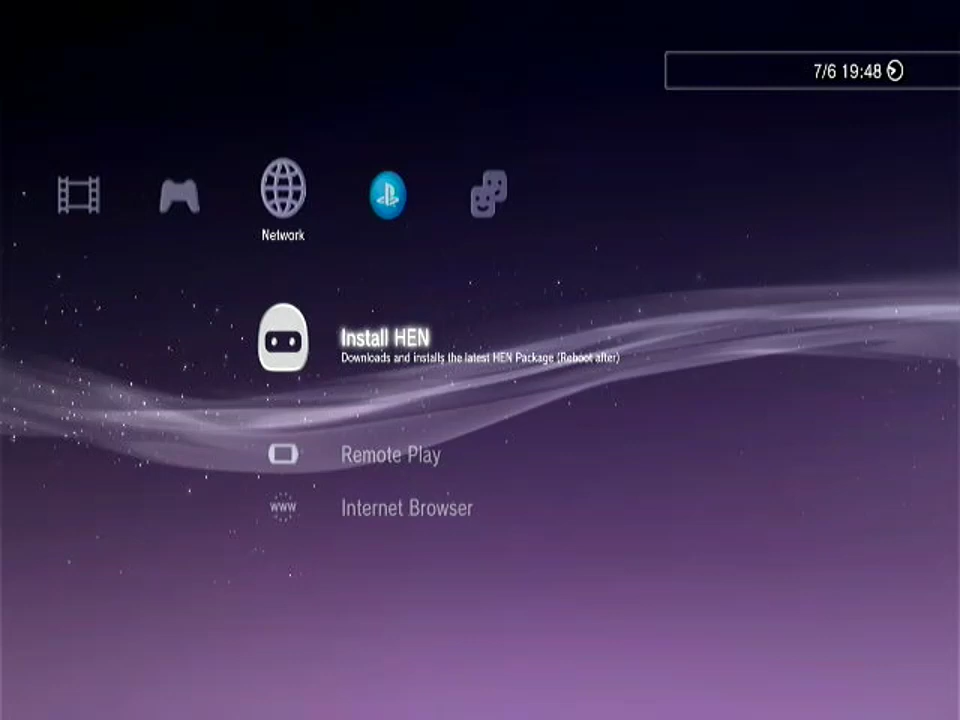 7/6 19:48
Network
Install HEN
Downloads and installs the latest HEN Package (Reboot after)
Remote Play
www
Internet Browser